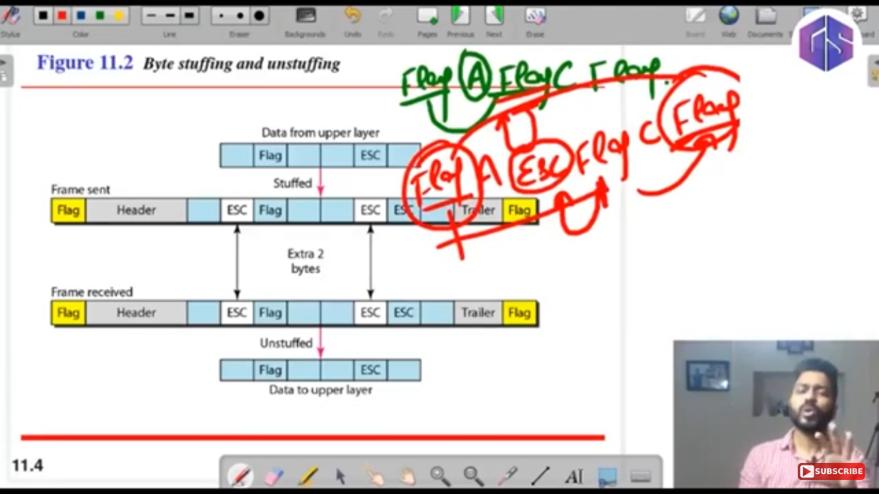 Stylus
Color
Line
Eraser
Backgrounds
Undo
Redo
Pages
Previous
Next
Erase
Board
Web
Documents
Figure 11.2 Byte stuffing and unstuffing
Flag A Flag C Flag
Data from upper layer
Flag ESC
Flag A ESC Flag C Flag
Stuffed
Frame sent
Flag Header ESC Flag ESC ESC Trailer Flag
Extra 2
bytes
Frame received
Flag Header ESC Flag ESC ESC Trailer Flag
Unstuffed
Flag ESC
Data to upper layer
11.4
AI
SUBSCRIBE